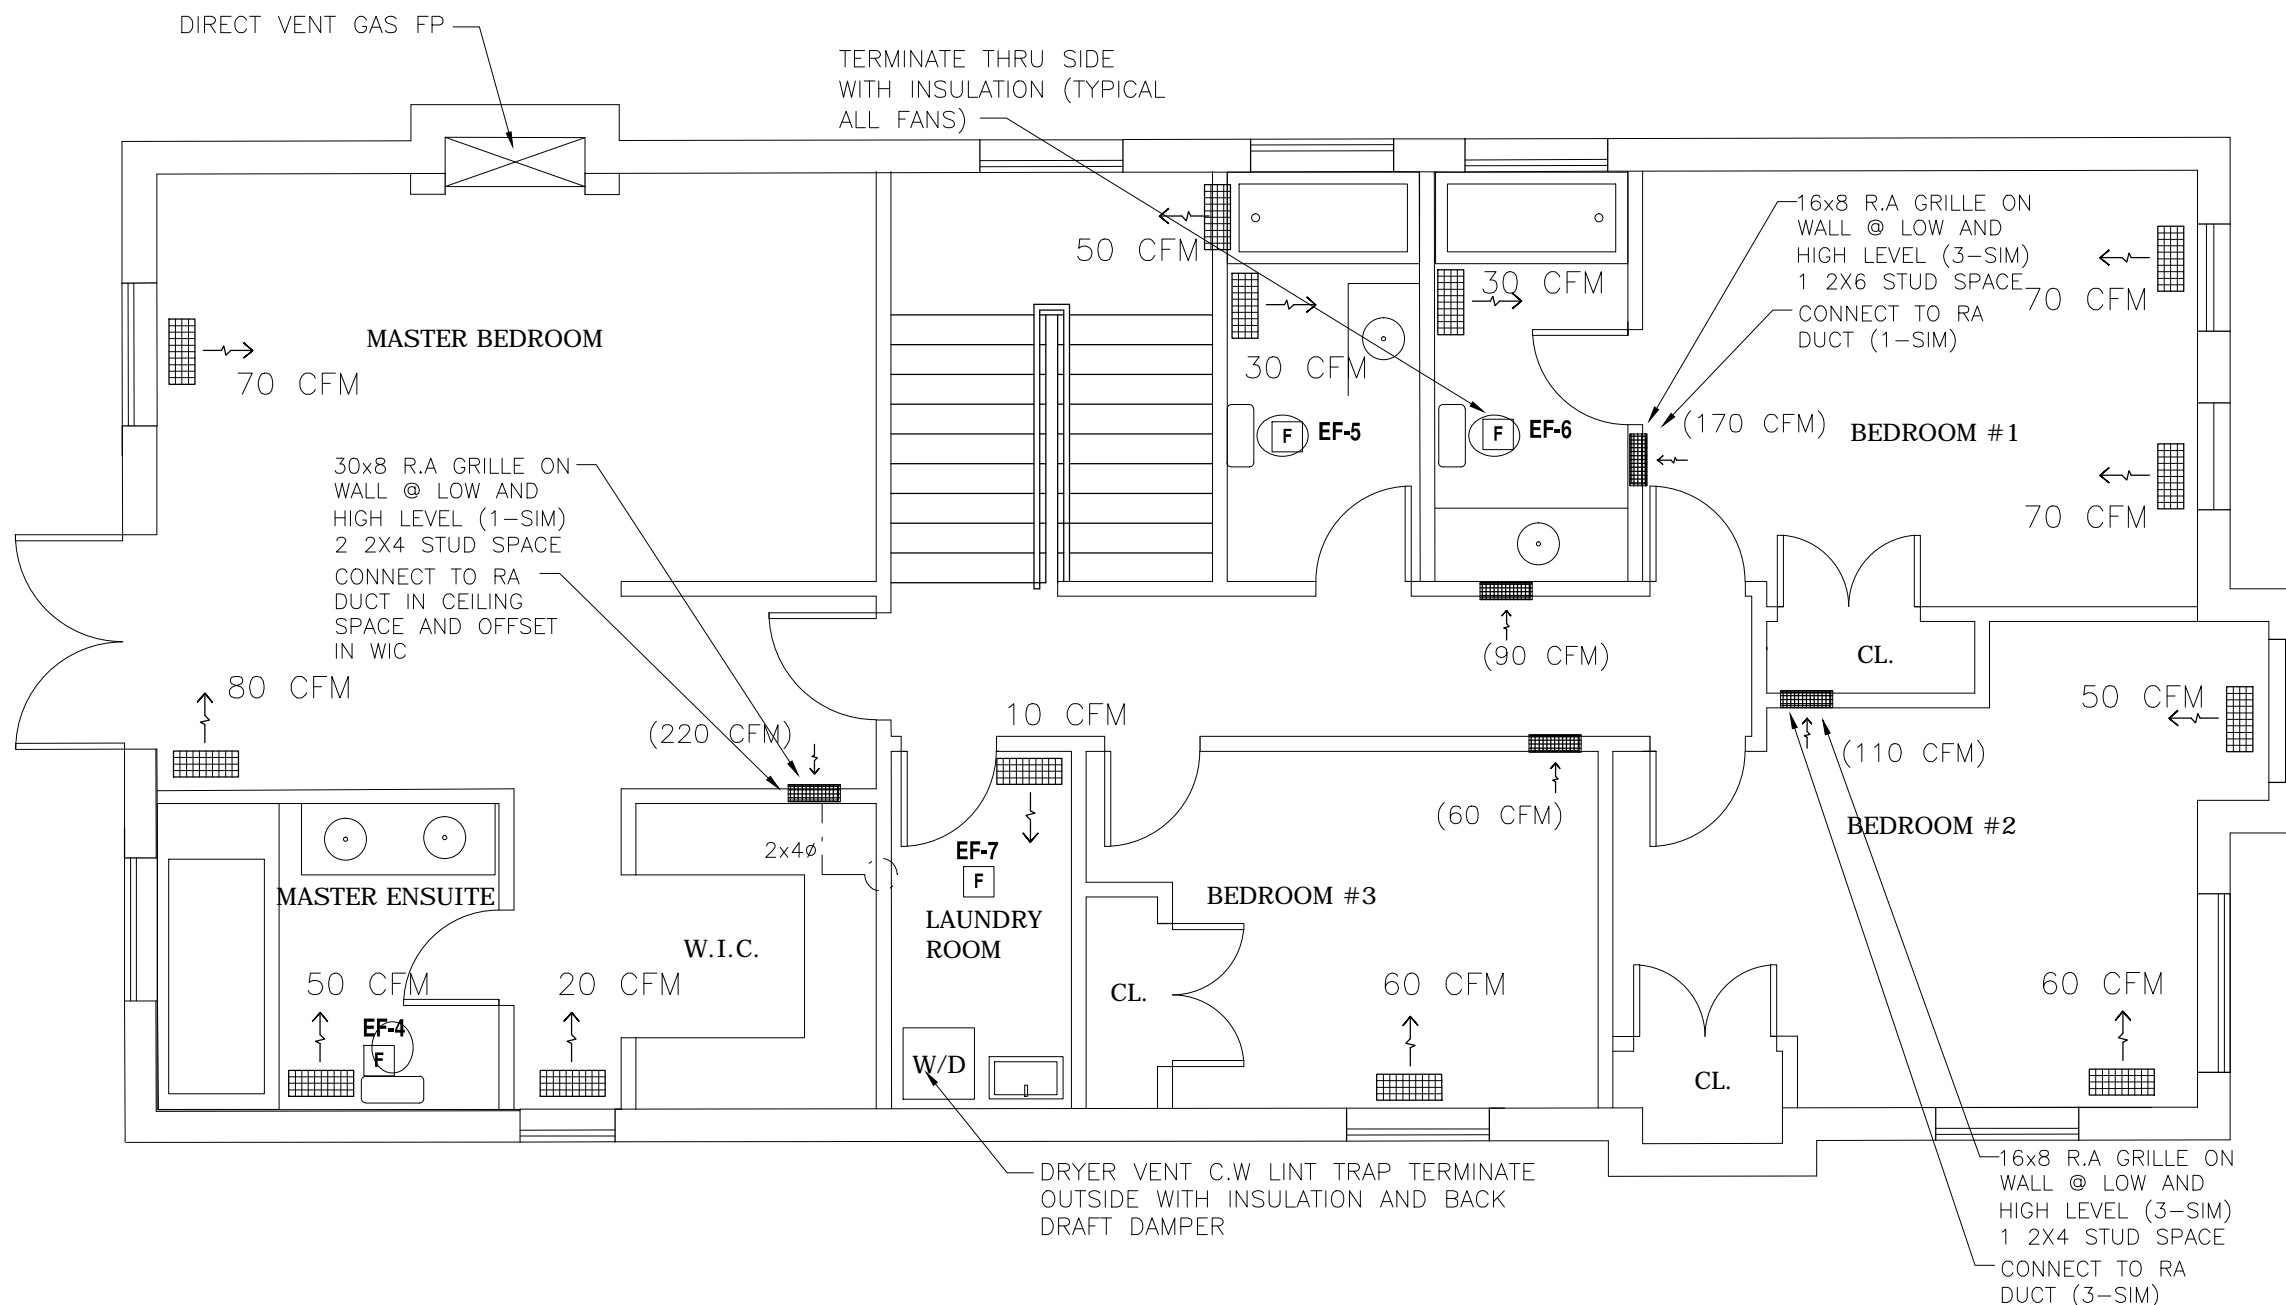 DIRECT VENT GAS FP
TERMINATE THRU SIDE
WITH INSULATION (TYPICAL
ALL FANS)
16x8 R.A GRILLE ON
WALL @ LOW AND
HIGH LEVEL (3-SIM)
1 2X6 STUD SPACE
CONNECT TO RA
DUCT (1-SIM)
50 CFM
30 CFM
70 CFM
MASTER BEDROOM
70 CFM
30 CFM
F
EF-5
F
EF-6
(170 CFM)
BEDROOM #1
70 CFM
30x8 R.A GRILLE ON
WALL @ LOW AND
HIGH LEVEL (1-SIM)
2 2X4 STUD SPACE
CONNECT TO RA
DUCT IN CEILING
SPACE AND OFFSET
IN WIC
(90 CFM)
CL.
80 CFM
(220 CFM)
10 CFM
50 CFM
(110 CFM)
(60 CFM)
BEDROOM #2
2x4ø
EF-7
F
MASTER ENSUITE
LAUNDRY
ROOM
BEDROOM #3
W.I.C.
50 CFM
20 CFM
CL.
60 CFM
60 CFM
EF-4
F
W/D
CL.
DRYER VENT C.W LINT TRAP TERMINATE
OUTSIDE WITH INSULATION AND BACK
DRAFT DAMPER
16x8 R.A GRILLE ON
WALL @ LOW AND
HIGH LEVEL (3-SIM)
1 2X4 STUD SPACE
CONNECT TO RA
DUCT (3-SIM)